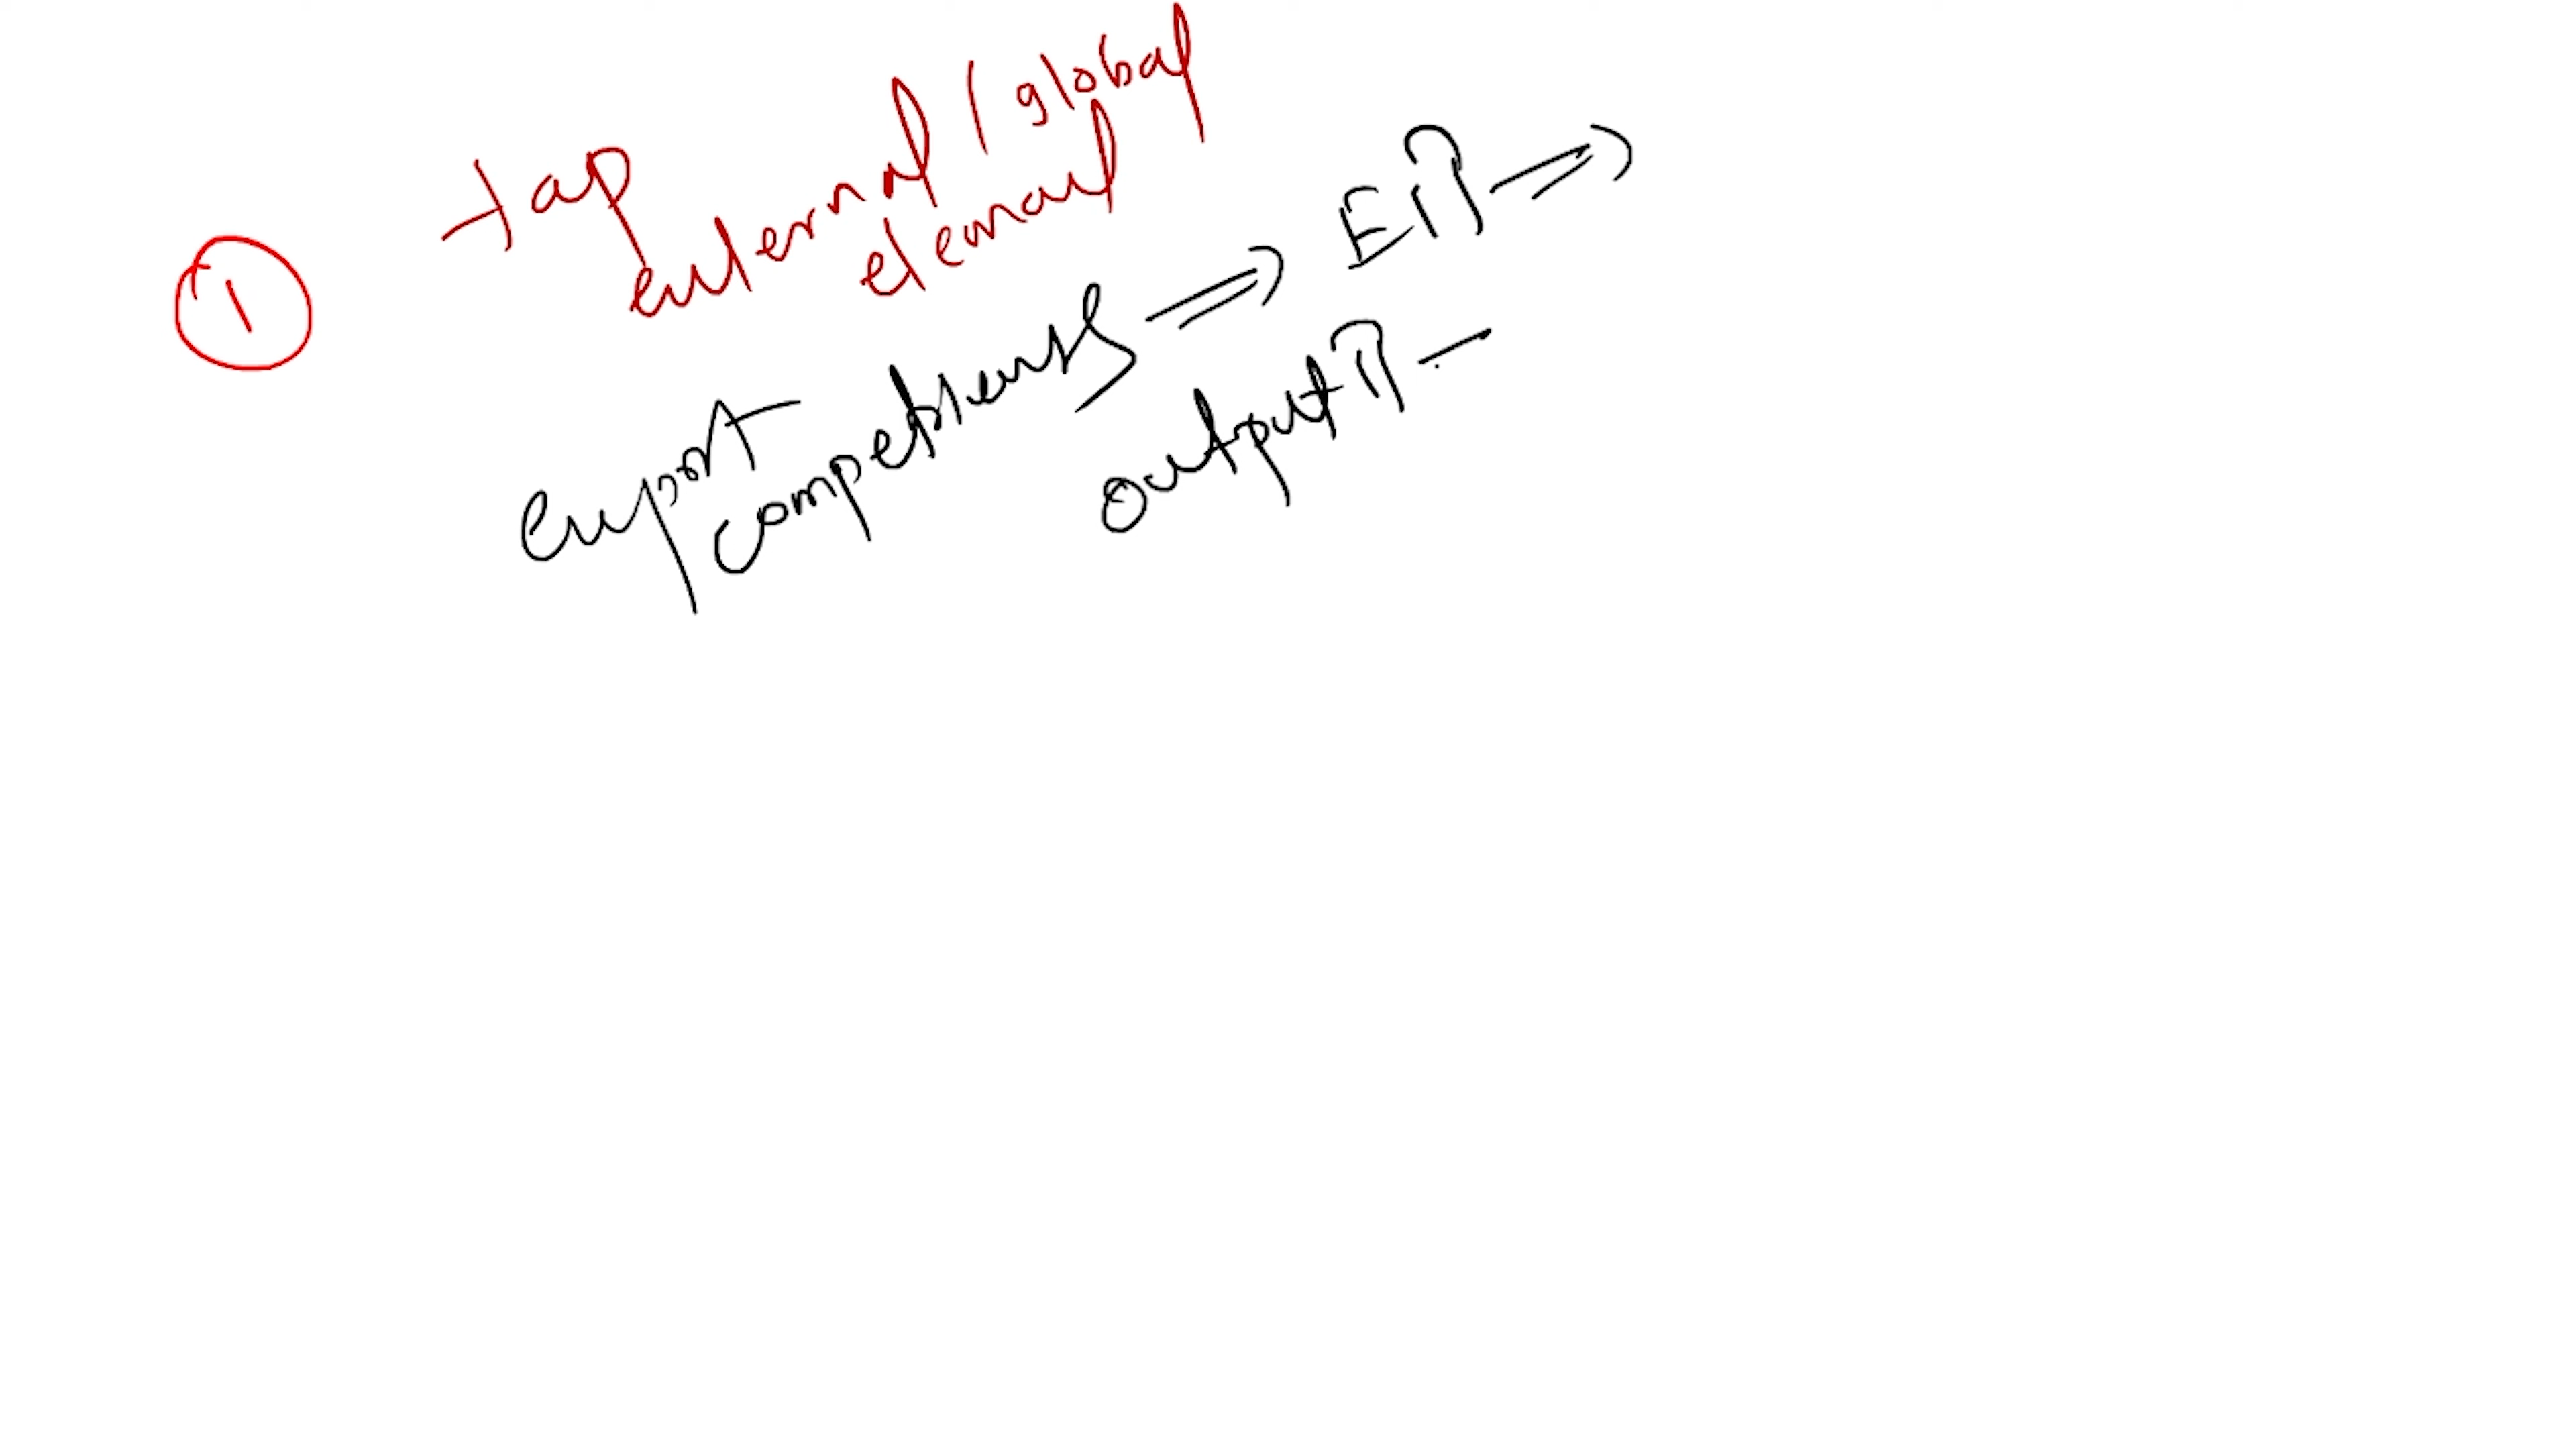 ①
tap
external / global
demand
export
competitiveness ⇒ E⇑ ⇒
output ⇑ -